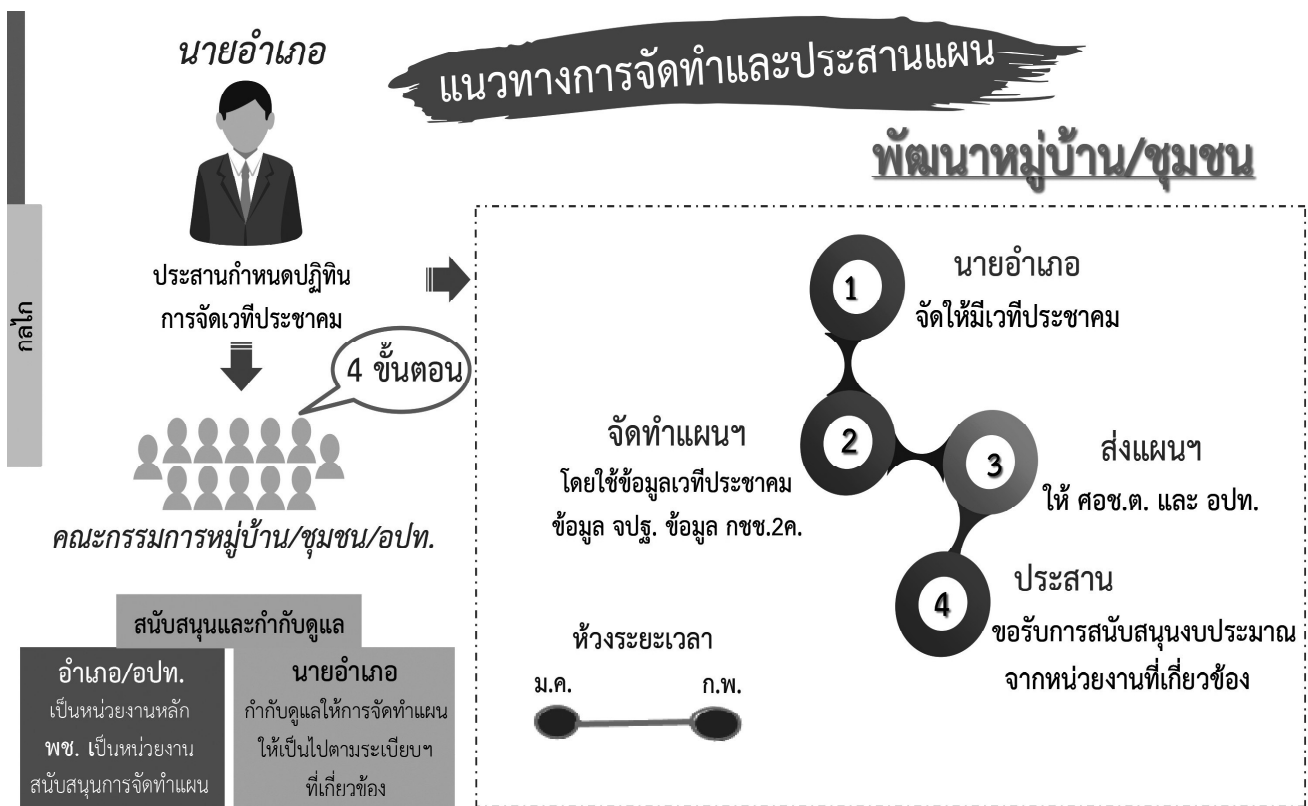 แนวทางการจัดทำและประสานแผน
พัฒนาหมู่บ้าน/ชุมชน
กลไก
นายอำเภอ
ประสานกำหนดปฏิทิน
การจัดเวทีประชาคม
4 ขั้นตอน
คณะกรรมการหมู่บ้าน/ชุมชน/อปท.
สนับสนุนและกำกับดูแล
อำเภอ/อปท.
เป็นหน่วยงานหลัก
พช. เป็นหน่วยงาน
สนับสนุนการจัดทำแผน
นายอำเภอ
กำกับดูแลให้การจัดทำแผน
ให้เป็นไปตามระเบียบฯ
ที่เกี่ยวข้อง
1
นายอำเภอ
จัดให้มีเวทีประชาคม
2
จัดทำแผนฯ
โดยใช้ข้อมูลเวทีประชาคม
ข้อมูล จปฐ. ข้อมูล กชช.2ค.
3
ส่งแผนฯ
ให้ ศอช.ต. และ อปท.
4
ประสาน
ขอรับการสนับสนุนงบประมาณ
จากหน่วยงานที่เกี่ยวข้อง
ห้วงระยะเวลา
ม.ค. ก.พ.